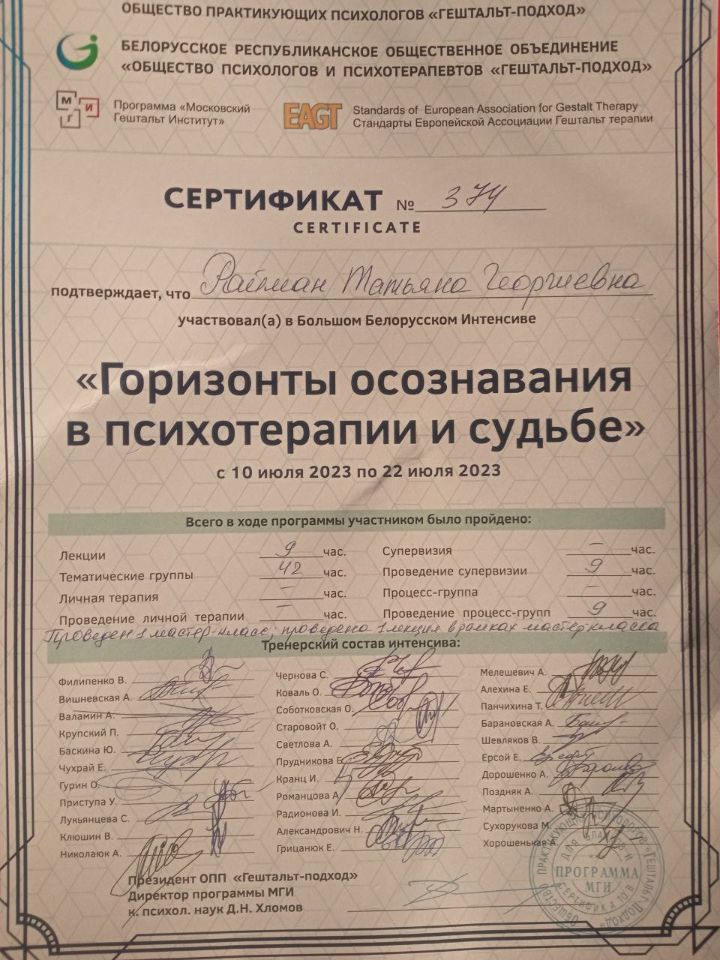 ОБЩЕСТВО ПРАКТИКУЮЩИХ ПСИХОЛОГОВ «ГЕШТАЛЬТ-ПОДХОД»
БЕЛОРУССКОЕ РЕСПУБЛИКАНСКОЕ ОБЩЕСТВЕННОЕ ОБЪЕДИНЕНИЕ
«ОБЩЕСТВО ПСИХОЛОГОВ И ПСИХОТЕРАПЕВТОВ «ГЕШТАЛЬТ-ПОДХОД»
М И Г
Программа «Московский
Гештальт Институт»
EAGT
Standards of European Association for Gestalt Therapy
Стандарты Европейской Ассоциации Гештальт терапии
СЕРТИФИКАТ № 374
CERTIFICATE
подтверждает, что Райлиан Татьяна Георгиевна
участвовал(а) в Большом Белорусском Интенсиве
«Горизонты осознавания
в психотерапии и судьбе»
с 10 июля 2023 по 22 июля 2023
Всего в ходе программы участником было пройдено:
Лекции 9 час. Супервизия – час.
Тематические группы 42 час. Проведение супервизии 9 час.
Личная терапия – час. Процесс-группа – час.
Проведение личной терапии – час. Проведение процесс-групп 9 час.
Проведен 1 мастер-класс; проведена 1 лекция в рамках мастер-класса
Тренерский состав интенсива:
Филипенко В. Чернова С. Мелешевич А.
Вишневская А. Коваль О. Алехина Е.
Валамин А. Соботковская О. Панчихина Т.
Крупский П. Старовойт О. Барановская А.
Баскина Ю. Светлова А. Шевляков В.
Чухрай Е. Прудникова Е. Ерсой Е.
Гурин О. Кранц И. Дорошенко А.
Приступа У. Романцова А. Поздняк А.
Лукьянцева С. Радионова И. Мартыненко А.
Клюшин В. Александрович Н. Сухорукова М.
Николаюк А. Грицанюк Е. Хорошенькая А.
Президент ОПП «Гештальт-подход»
Директор программы МГИ
к. психол. наук Д.Н. Хломов
ПРОГРАММА
МГИ